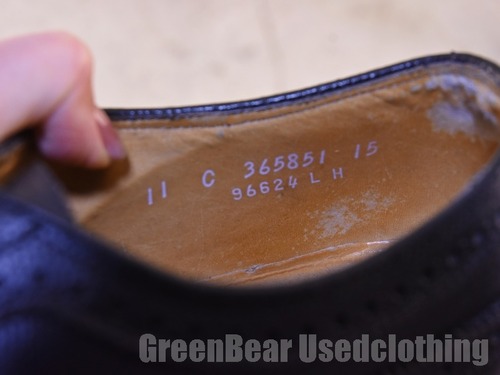 11 C 365851 15
96624 L H
GreenBear Usedclothing